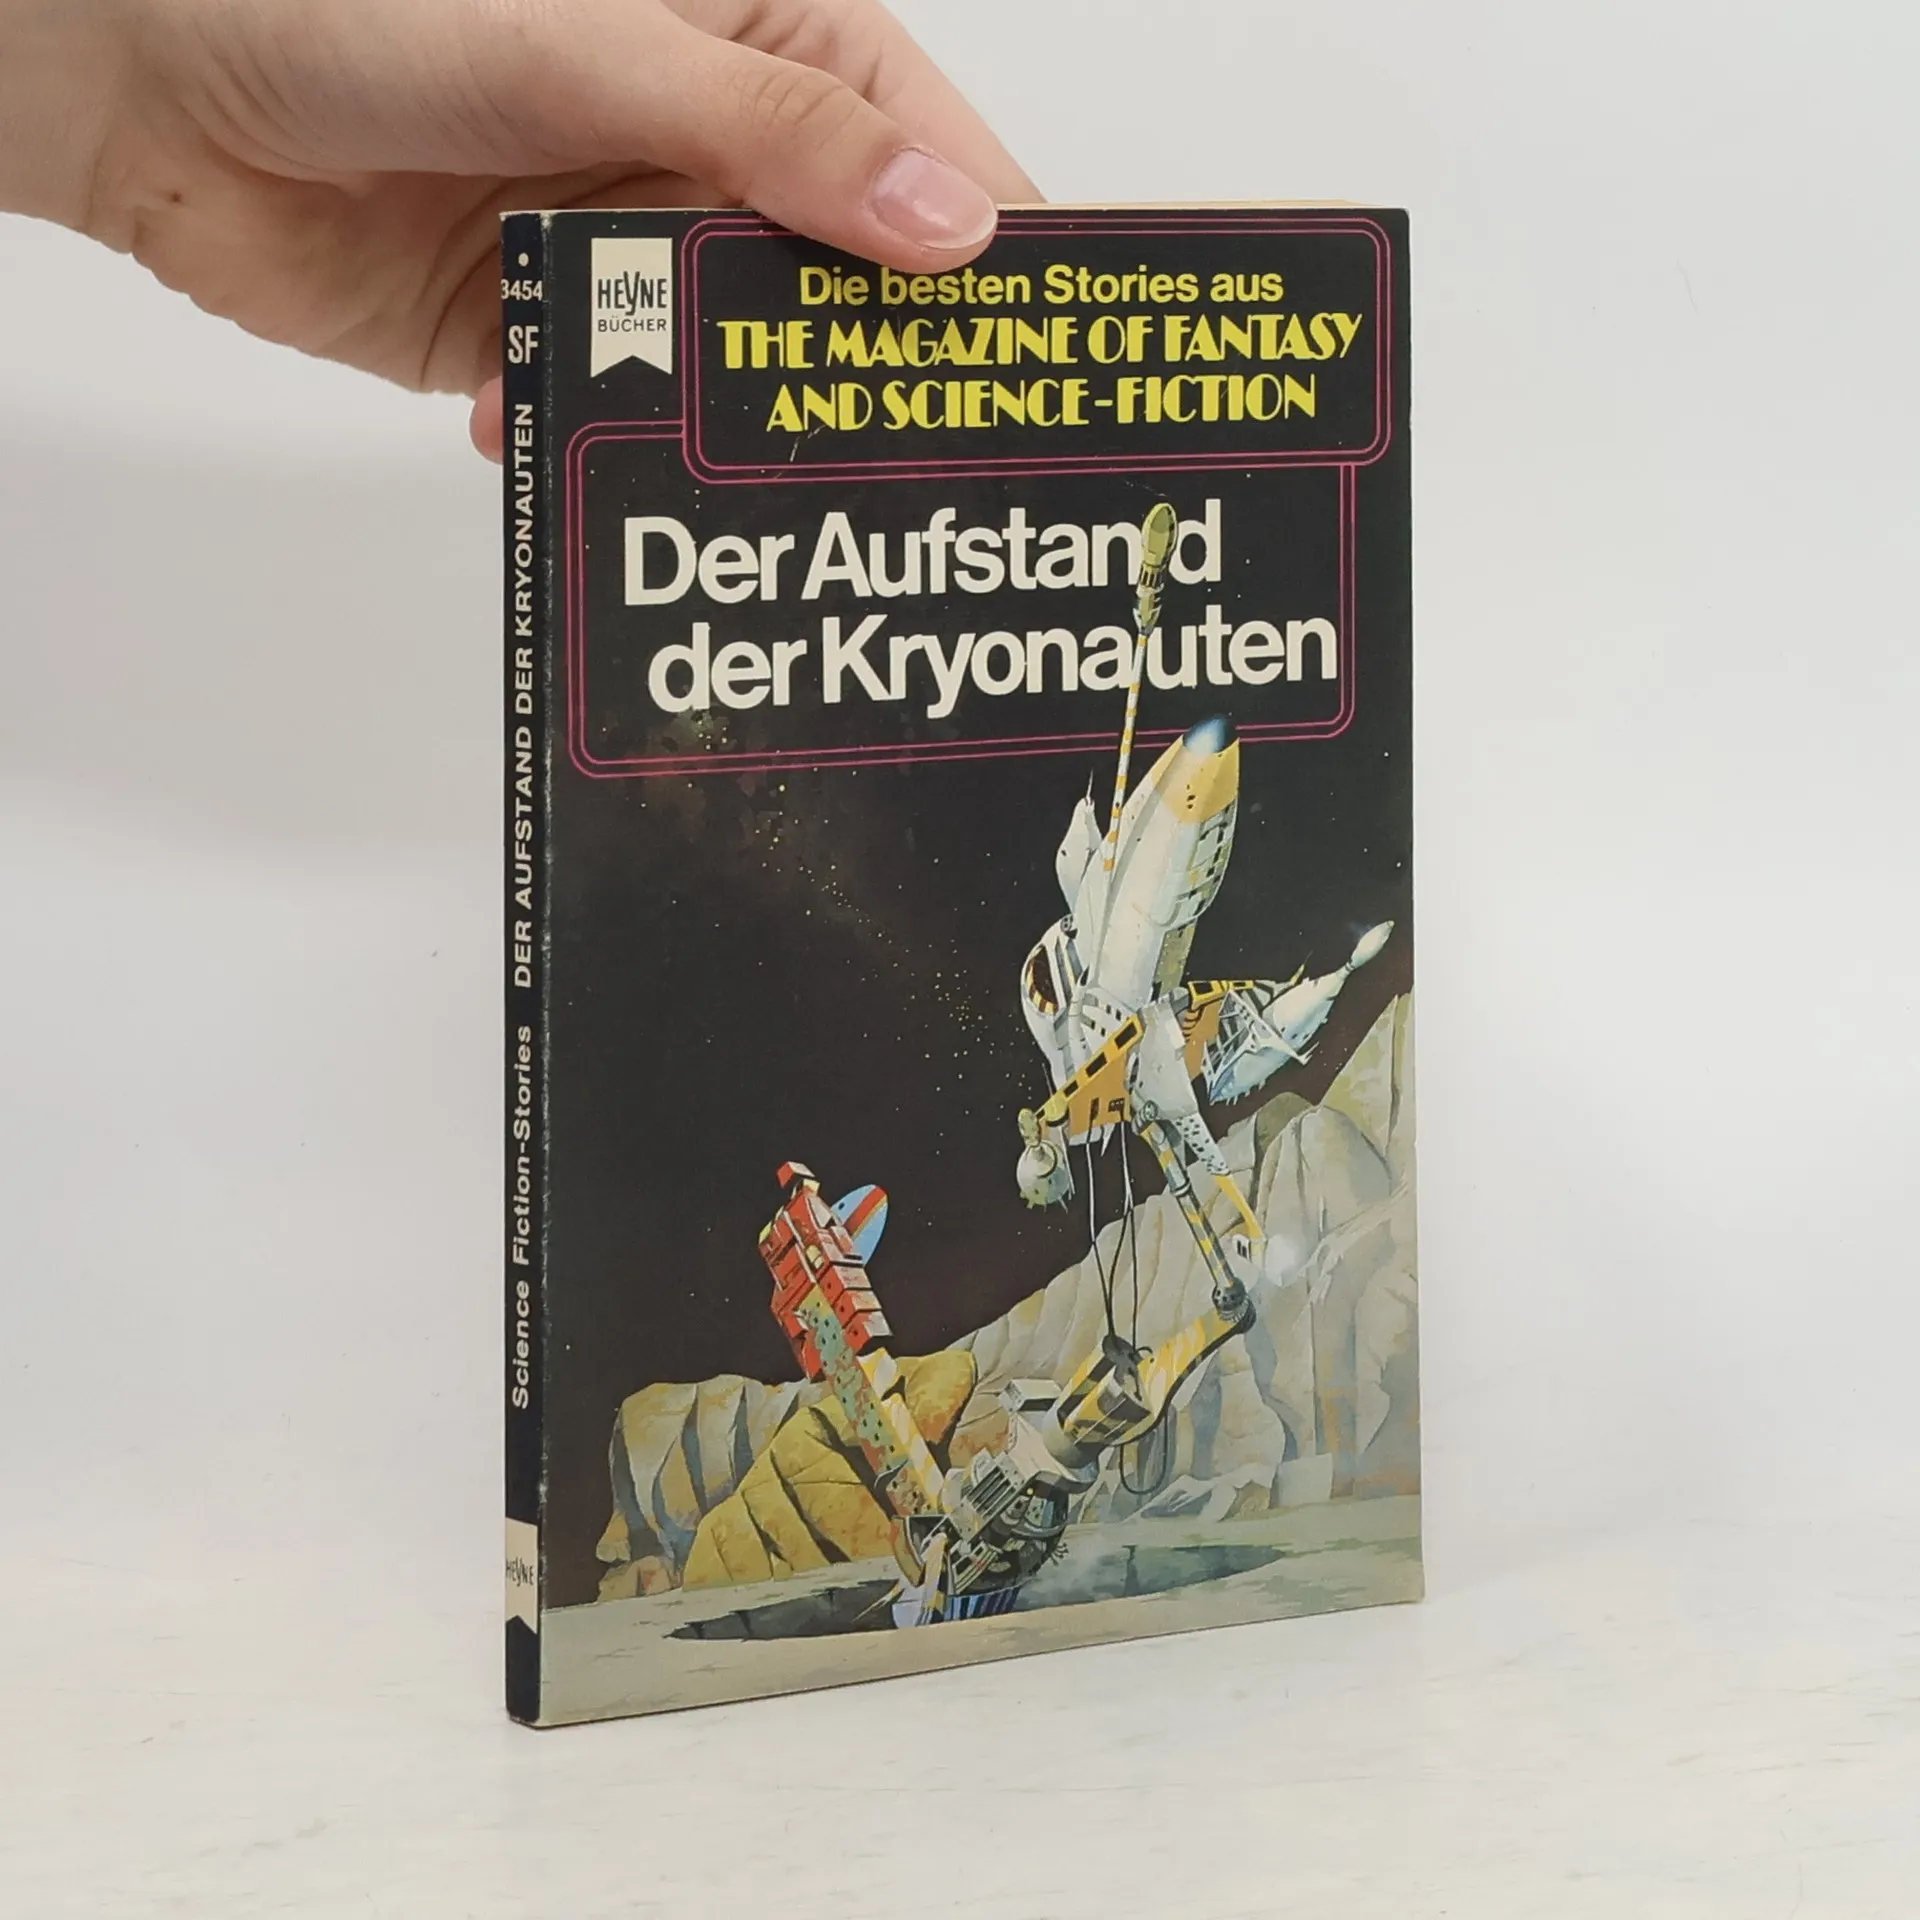 HEYNE
BÜCHER
Die besten Stories aus
THE MAGAZINE OF FANTASY
AND SCIENCE-FICTION
Der Aufstand
der Kryonauten
3454
SF
DER AUFSTAND DER KRYONAUTEN
Science Fiction-Stories
HEYNE